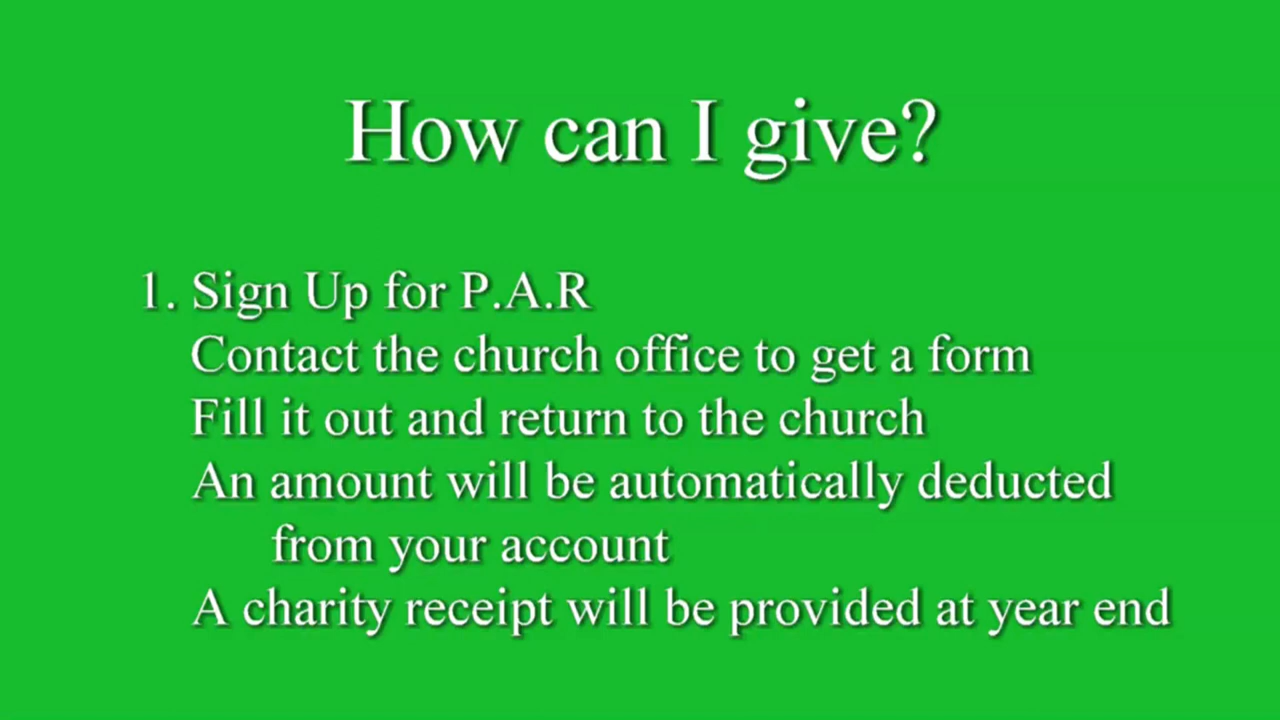 How can I give?
1. Sign Up for P.A.R
Contact the church office to get a form
Fill it out and return to the church
An amount will be automatically deducted
from your account
A charity receipt will be provided at year end